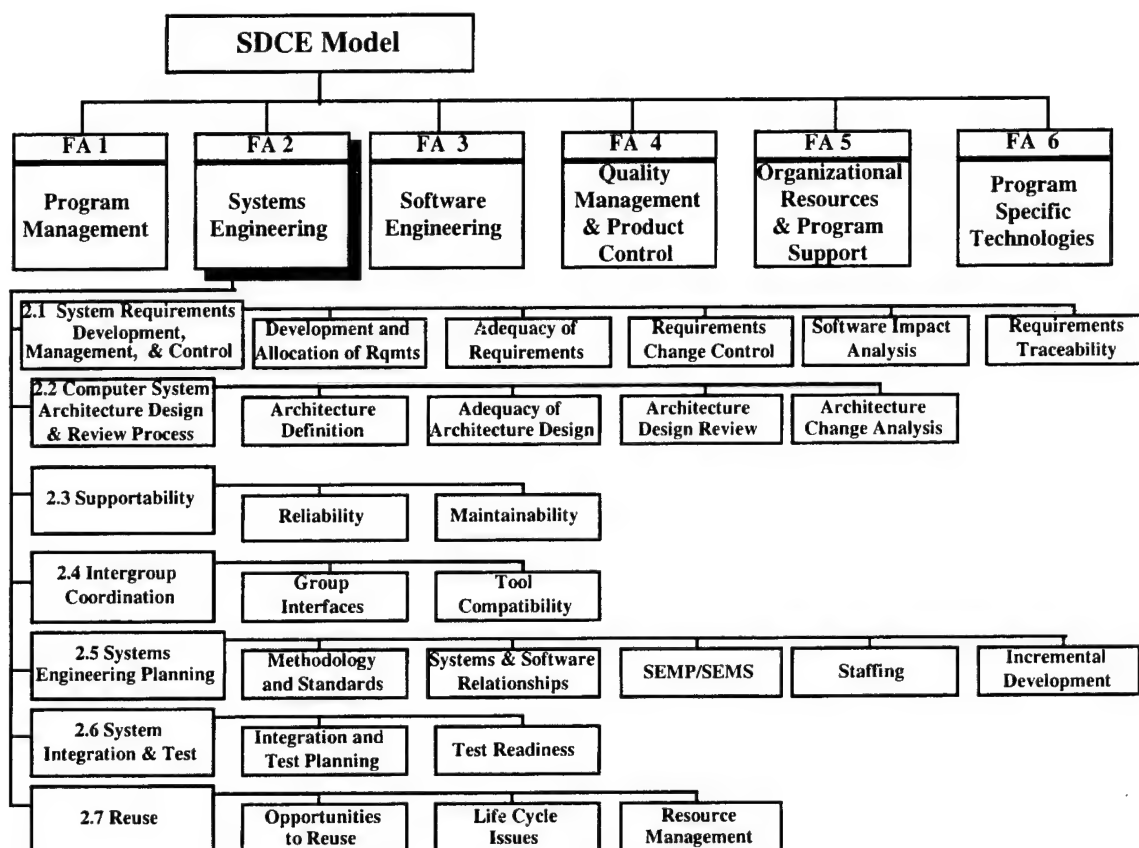 SDCE Model
FA 1
Program
Management
FA 2
Systems
Engineering
FA 3
Software
Engineering
FA 4
Quality
Management
& Product
Control
FA 5
Organizational
Resources
& Program
Support
FA 6
Program
Specific
Technologies
2.1 System Requirements
Development,
Management, & Control
Development and
Allocation of Rqmts
Adequacy of
Requirements
Requirements
Change Control
Software Impact
Analysis
Requirements
Traceability
2.2 Computer System
Architecture Design
& Review Process
Architecture
Definition
Adequacy of
Architecture Design
Architecture
Design Review
Architecture
Change Analysis
2.3 Supportability
Reliability
Maintainability
2.4 Intergroup
Coordination
Group
Interfaces
Tool
Compatibility
2.5 Systems
Engineering Planning
Methodology
and Standards
Systems & Software
Relationships
SEMP/SEMS
Staffing
Incremental
Development
2.6 System
Integration & Test
Integration and
Test Planning
Test Readiness
2.7 Reuse
Opportunities
to Reuse
Life Cycle
Issues
Resource
Management